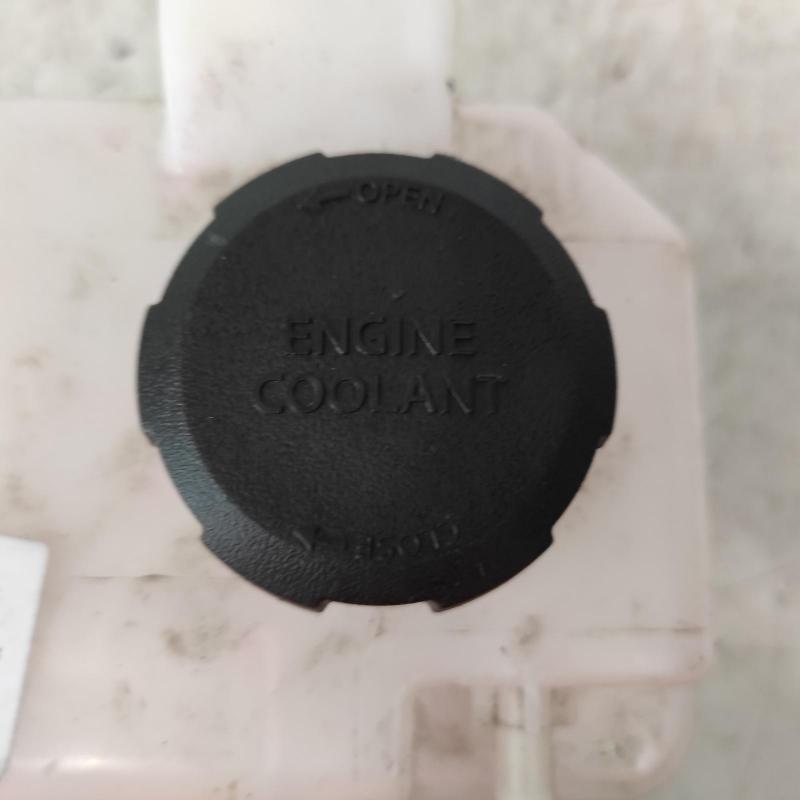 ← OPEN
ENGINE
COOLANT
CLOSE →